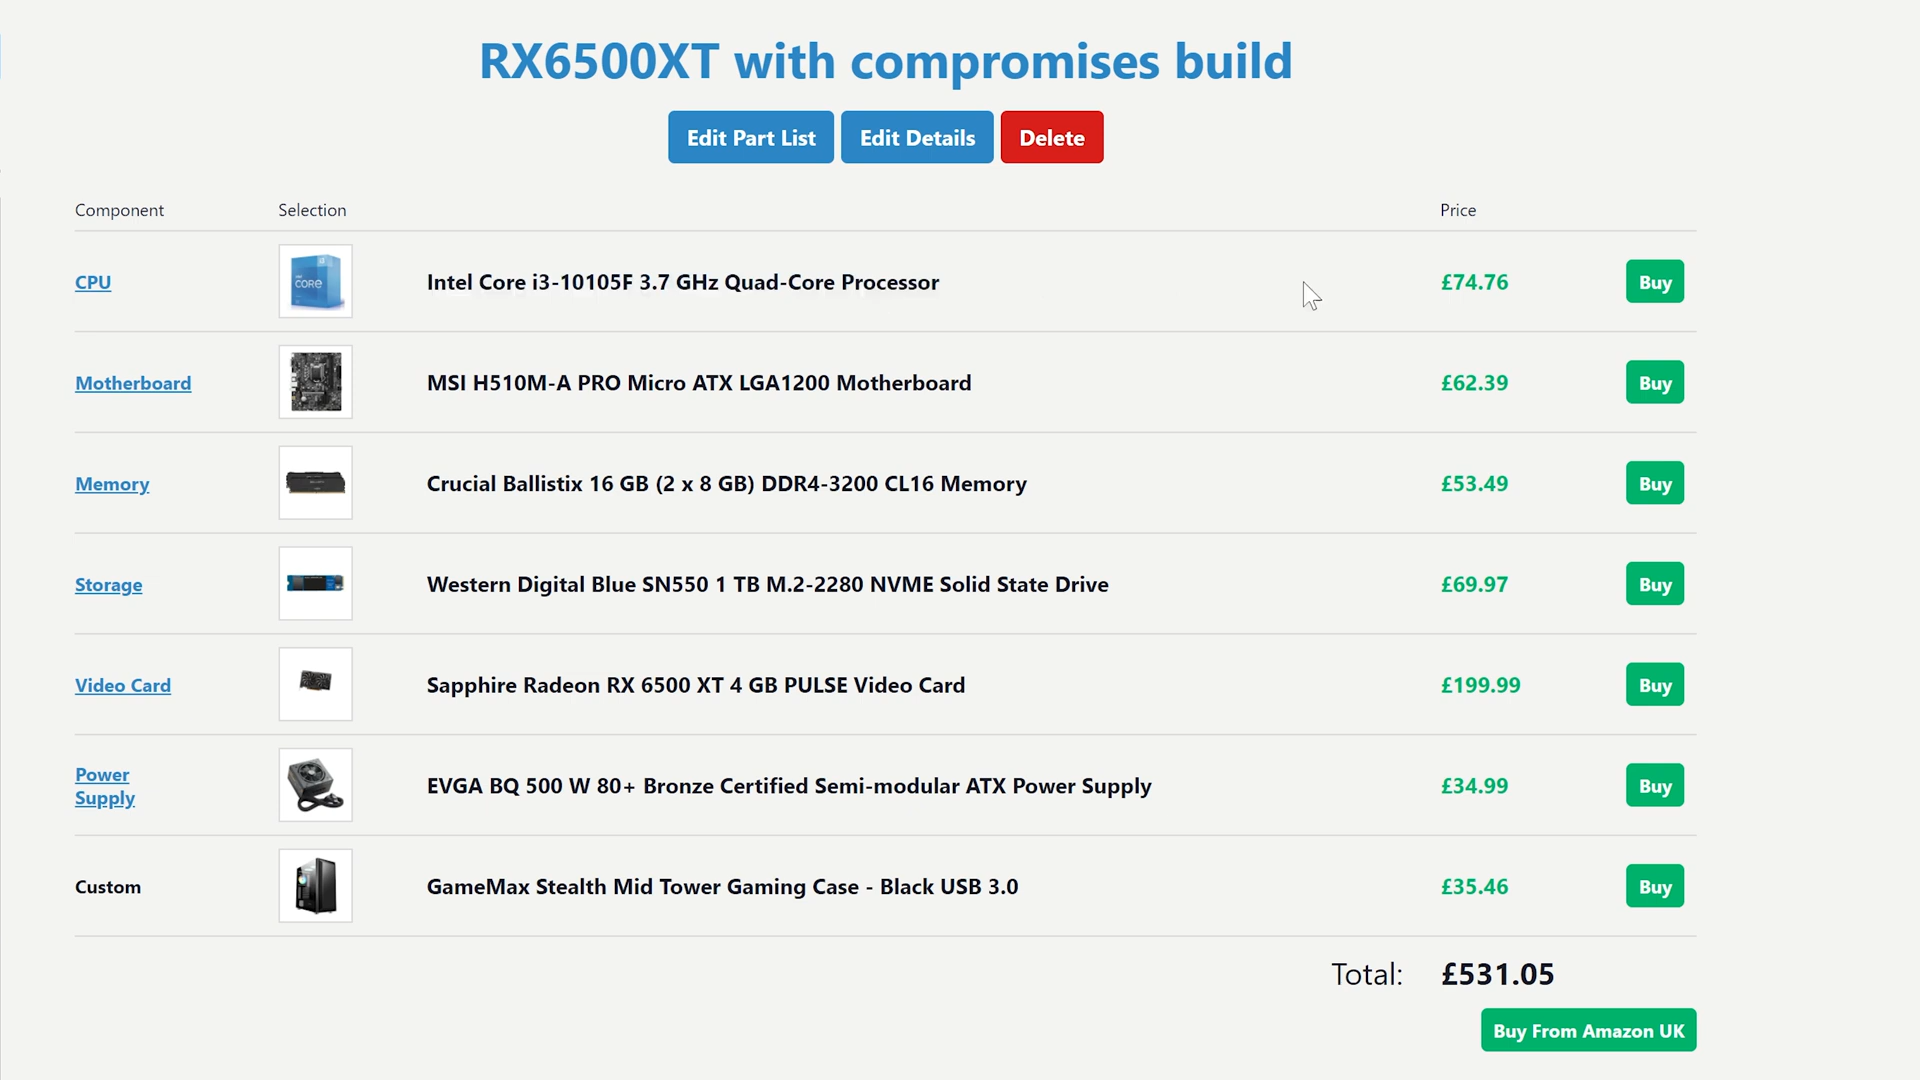 RX6500XT with compromises build
Edit Part List Edit Details Delete
Component Selection Price
CPU Intel Core i3-10105F 3.7 GHz Quad-Core Processor £74.76 Buy
Motherboard MSI H510M-A PRO Micro ATX LGA1200 Motherboard £62.39 Buy
Memory Crucial Ballistix 16 GB (2 x 8 GB) DDR4-3200 CL16 Memory £53.49 Buy
Storage Western Digital Blue SN550 1 TB M.2-2280 NVME Solid State Drive £69.97 Buy
Video Card Sapphire Radeon RX 6500 XT 4 GB PULSE Video Card £199.99 Buy
Power
Supply EVGA BQ 500 W 80+ Bronze Certified Semi-modular ATX Power Supply £34.99 Buy
Custom GameMax Stealth Mid Tower Gaming Case - Black USB 3.0 £35.46 Buy
Total: £531.05
Buy From Amazon UK